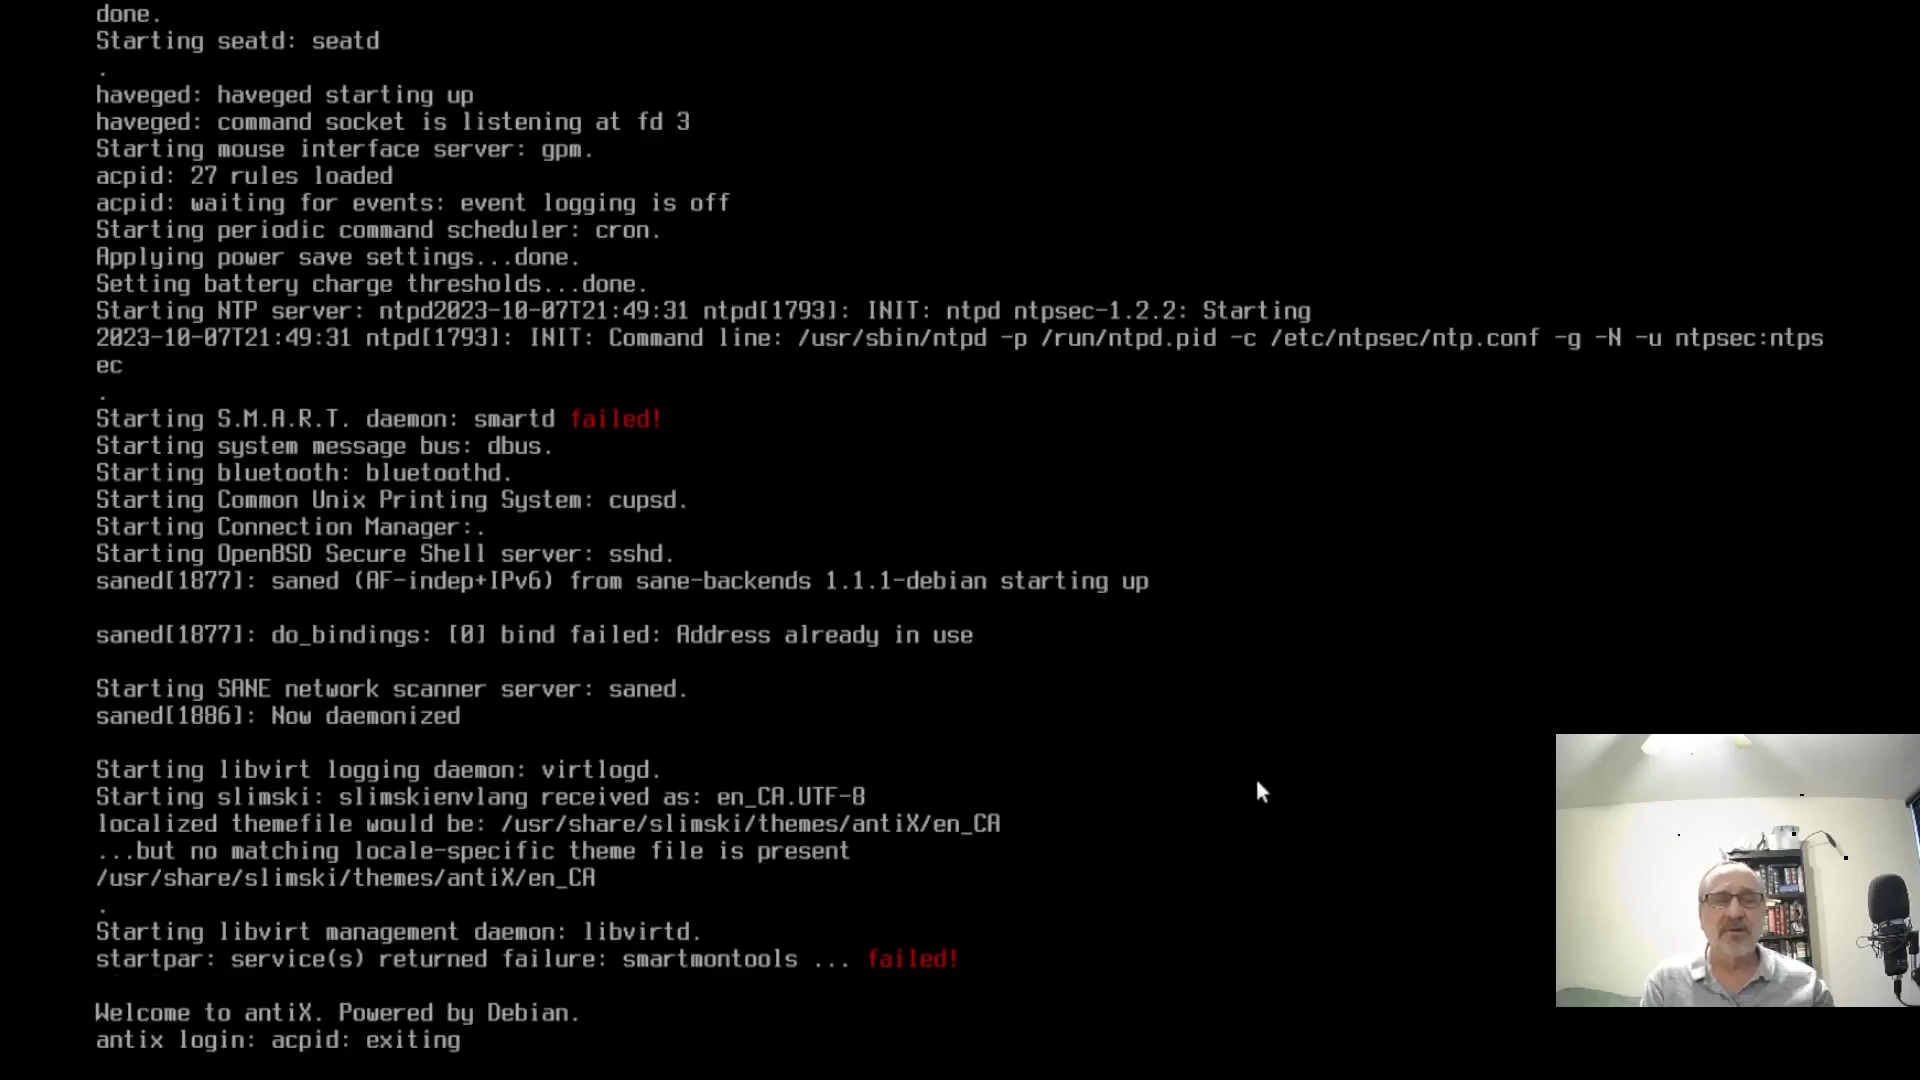 done.
Starting seatd: seatd
.
haveged: haveged starting up
haveged: command socket is listening at fd 3
Starting mouse interface server: gpm.
acpid: 27 rules loaded
acpid: waiting for events: event logging is off
Starting periodic command scheduler: cron.
Applying power save settings...done.
Setting battery charge thresholds...done.
Starting NTP server: ntpd2023-10-07T21:49:31 ntpd[1793]: INIT: ntpd ntpsec-1.2.2: Starting
2023-10-07T21:49:31 ntpd[1793]: INIT: Command line: /usr/sbin/ntpd -p /run/ntpd.pid -c /etc/ntpsec/ntp.conf -g -N -u ntpsec:ntps
ec
.
Starting S.M.A.R.T. daemon: smartd failed!
Starting system message bus: dbus.
Starting bluetooth: bluetoothd.
Starting Common Unix Printing System: cupsd.
Starting Connection Manager:.
Starting OpenBSD Secure Shell server: sshd.
saned[1877]: saned (AF-indep+IPv6) from sane-backends 1.1.1-debian starting up
saned[1877]: do_bindings: [0] bind failed: Address already in use
Starting SANE network scanner server: saned.
saned[1886]: Now daemonized
Starting libvirt logging daemon: virtlogd.
Starting slimski: slimskienvlang received as: en_CA.UTF-8
localized themefile would be: /usr/share/slimski/themes/antiX/en_CA
...but no matching locale-specific theme file is present
/usr/share/slimski/themes/antiX/en_CA
.
Starting libvirt management daemon: libvirtd.
startpar: service(s) returned failure: smartmontools ... failed!
Welcome to antiX. Powered by Debian.
antix login: acpid: exiting